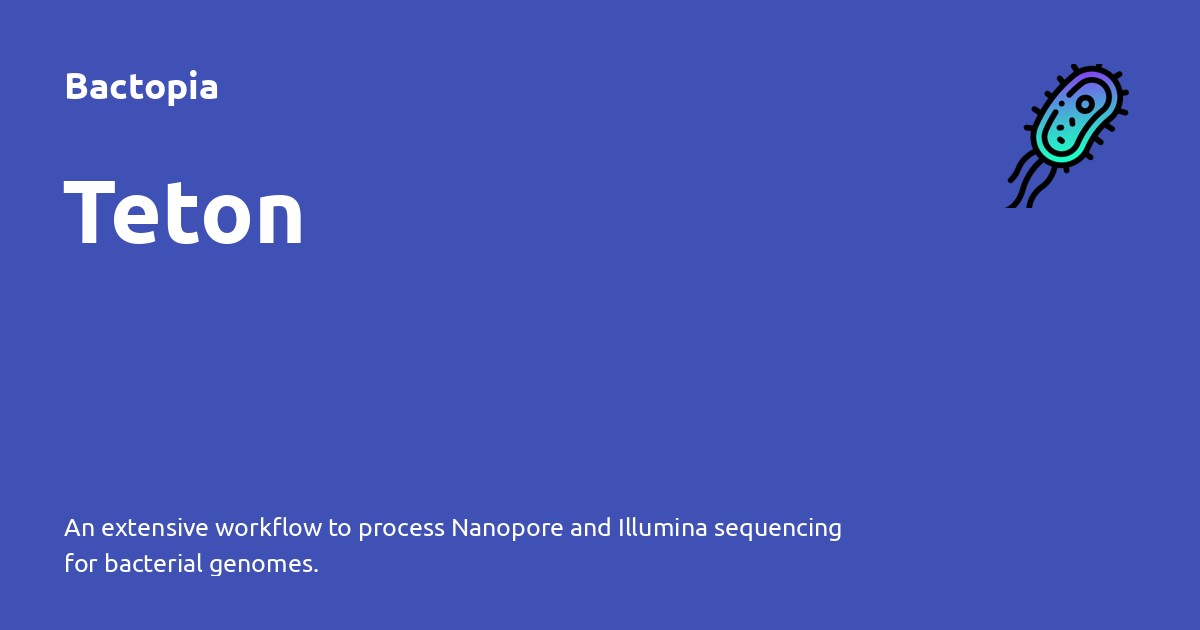 Bactopia
Teton
An extensive workflow to process Nanopore and Illumina sequencing
for bacterial genomes.